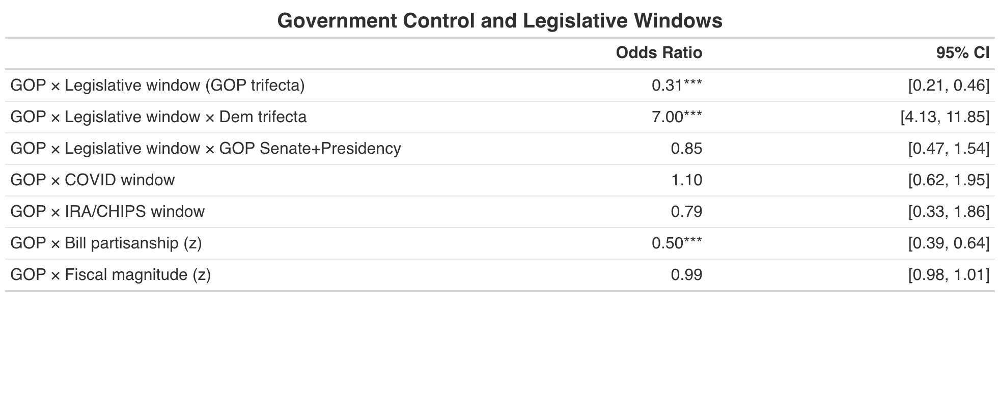 Government Control and Legislative Windows
Odds Ratio 95% CI
GOP × Legislative window (GOP trifecta) 0.31*** [0.21, 0.46]
GOP × Legislative window × Dem trifecta 7.00*** [4.13, 11.85]
GOP × Legislative window × GOP Senate+Presidency 0.85 [0.47, 1.54]
GOP × COVID window 1.10 [0.62, 1.95]
GOP × IRA/CHIPS window 0.79 [0.33, 1.86]
GOP × Bill partisanship (z) 0.50*** [0.39, 0.64]
GOP × Fiscal magnitude (z) 0.99 [0.98, 1.01]